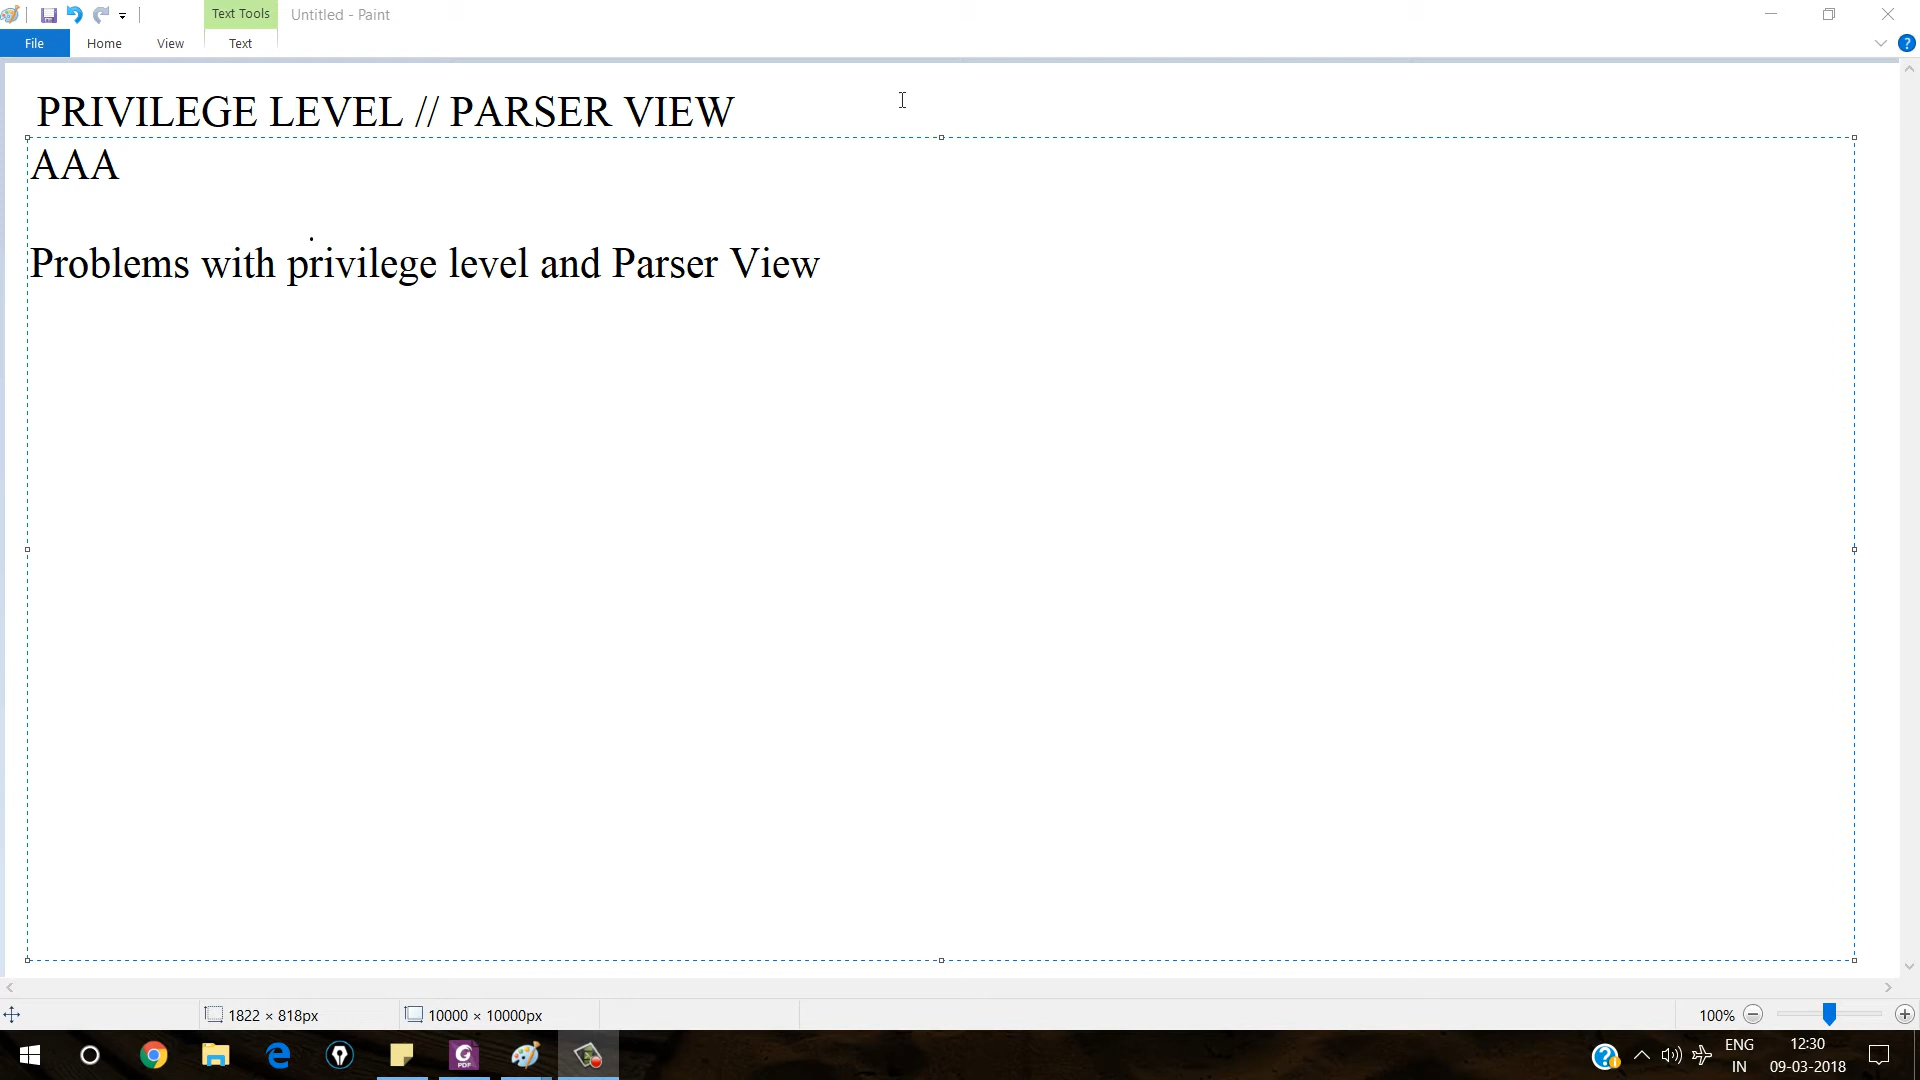 Text Tools
Untitled - Paint
File
Home
View
Text
PRIVILEGE LEVEL // PARSER VIEW
AAA
Problems with privilege level and Parser View
1822 × 818px
10000 × 10000px
100%
ENG
IN
12:30
09-03-2018
PDF